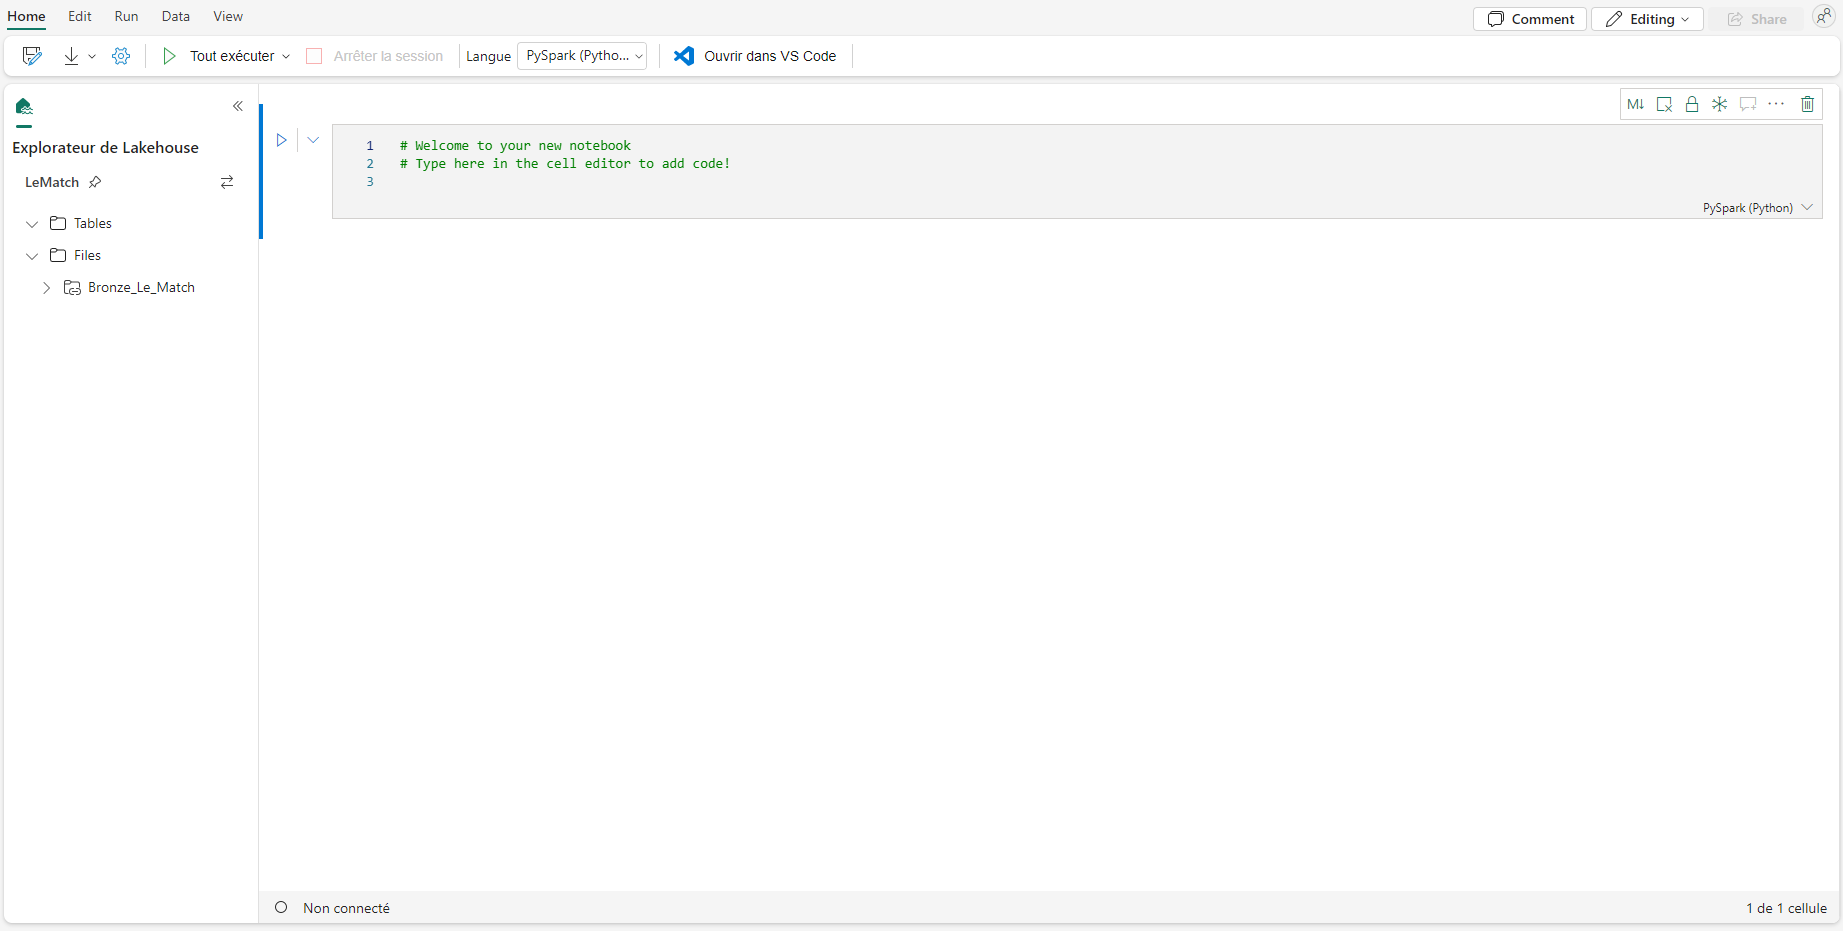 Home Edit Run Data View
Comment Editing Share
Tout exécuter Arrêter la session Langue PySpark (Pytho... Ouvrir dans VS Code
M↓
Explorateur de Lakehouse
LeMatch
Tables
Files
Bronze_Le_Match
1 # Welcome to your new notebook
2 # Type here in the cell editor to add code!
3
PySpark (Python)
Non connecté
1 de 1 cellule